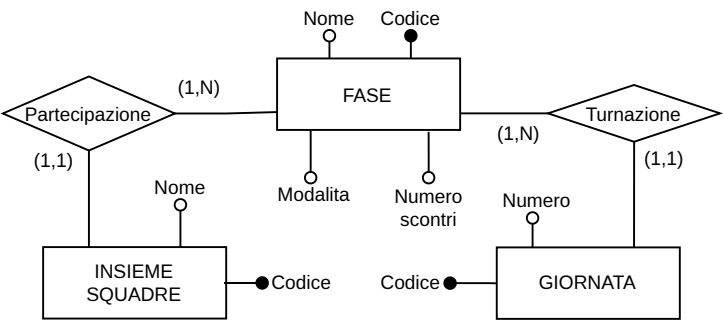 Nome
Codice
(1,N)
FASE
Partecipazione
Turnazione
(1,N)
(1,1)
(1,1)
Nome
Modalita
Numero
scontri
Numero
INSIEME
SQUADRE
Codice
Codice
GIORNATA